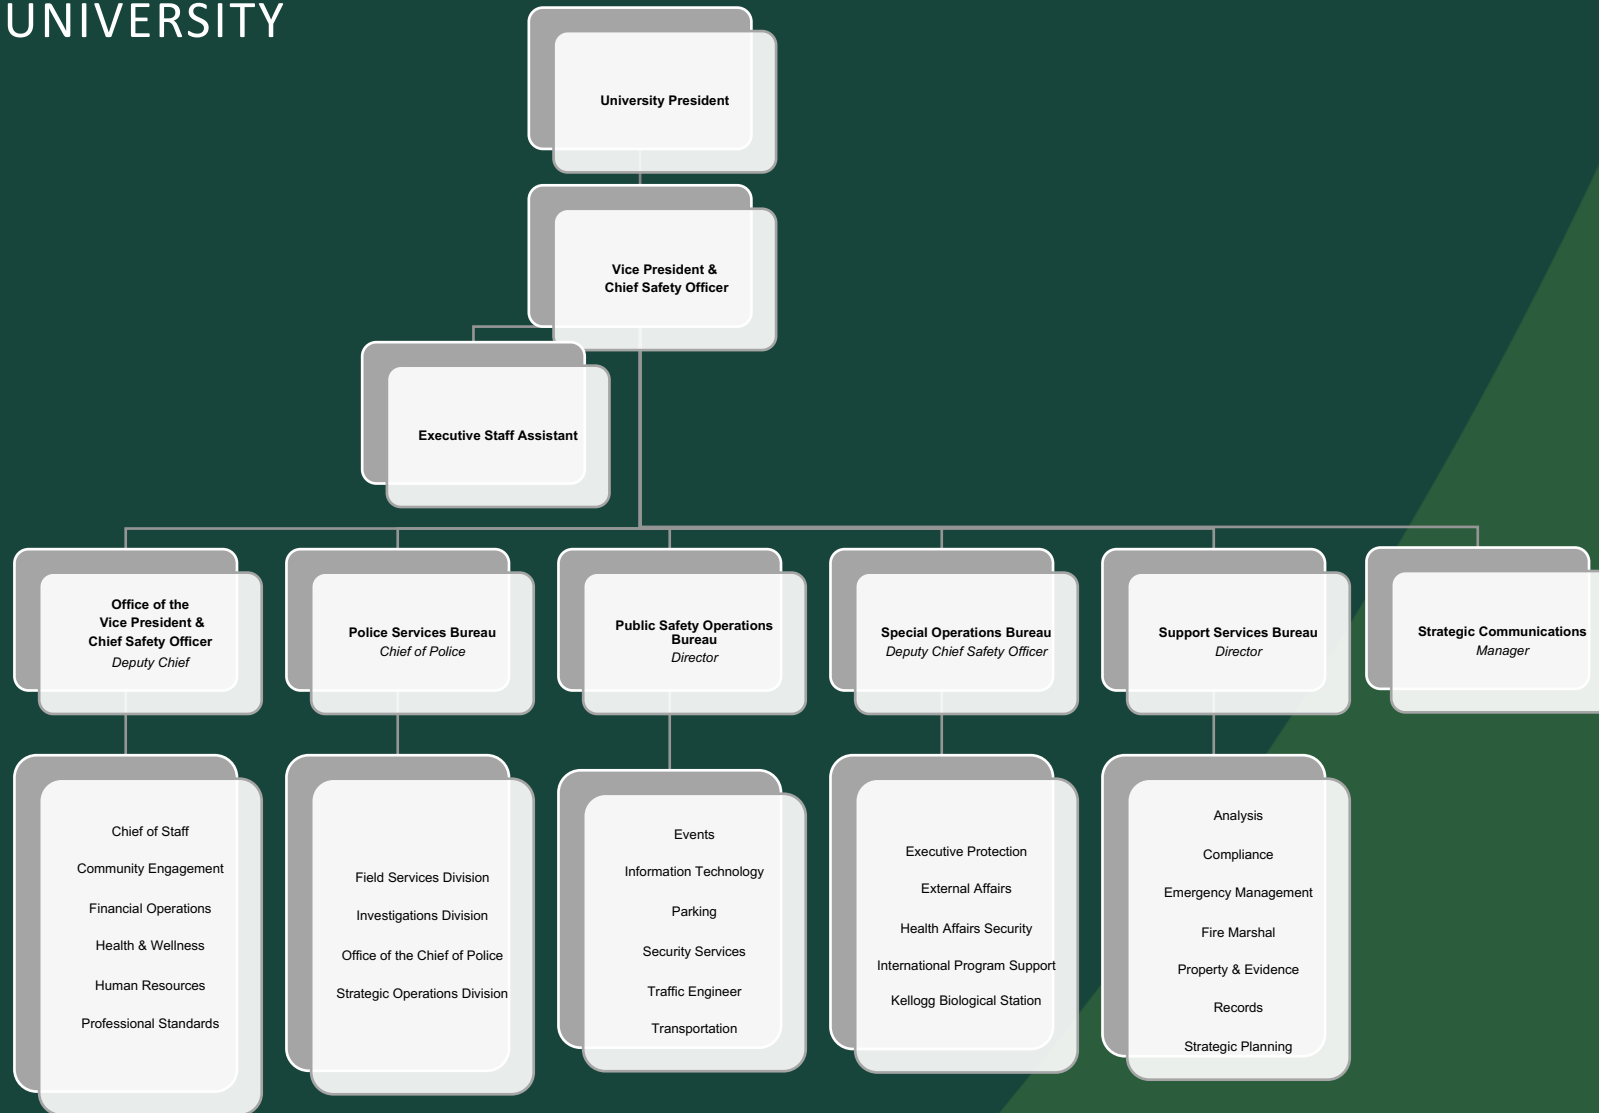 UNIVERSITY
University President
Vice President &
Chief Safety Officer
Executive Staff Assistant
Office of the
Vice President &
Chief Safety Officer
Deputy Chief
Police Services Bureau
Chief of Police
Public Safety Operations
Bureau
Director
Special Operations Bureau
Deputy Chief Safety Officer
Support Services Bureau
Director
Strategic Communications
Manager
Chief of Staff
Community Engagement
Financial Operations
Health & Wellness
Human Resources
Professional Standards
Field Services Division
Investigations Division
Office of the Chief of Police
Strategic Operations Division
Events
Information Technology
Parking
Security Services
Traffic Engineer
Transportation
Executive Protection
External Affairs
Health Affairs Security
International Program Support
Kellogg Biological Station
Analysis
Compliance
Emergency Management
Fire Marshal
Property & Evidence
Records
Strategic Planning